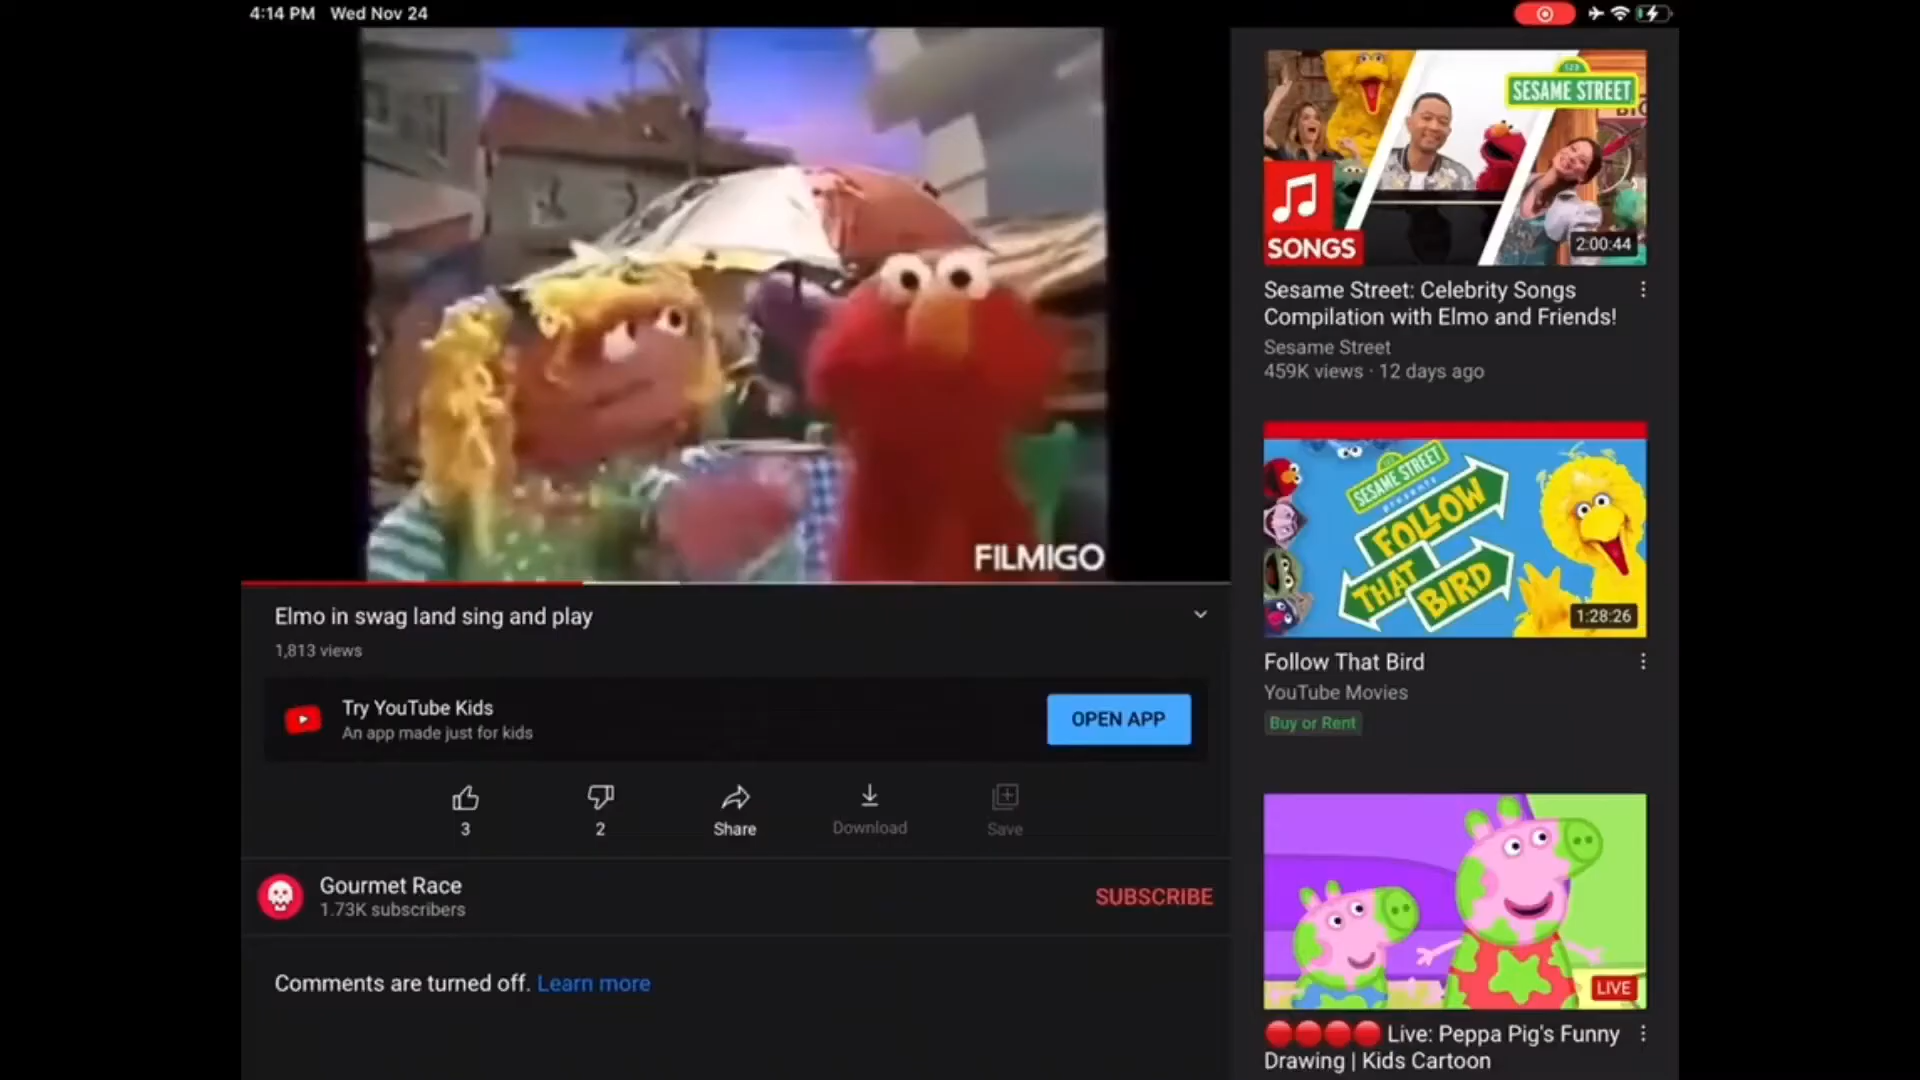 4:14 PM Wed Nov 24
FILMIGO
Elmo in swag land sing and play
1,813 views
Try YouTube Kids
An app made just for kids
OPEN APP
3
2
Share
Download
Save
Gourmet Race
1.73K subscribers
SUBSCRIBE
Comments are turned off. Learn more
123
SESAME STREET
SONGS
2:00:44
Sesame Street: Celebrity Songs
Compilation with Elmo and Friends!
Sesame Street
459K views · 12 days ago
SESAME STREET
presents
FOLLOW
THAT
BIRD
1:28:26
Follow That Bird
YouTube Movies
Buy or Rent
LIVE
Live: Peppa Pig's Funny
Drawing | Kids Cartoon